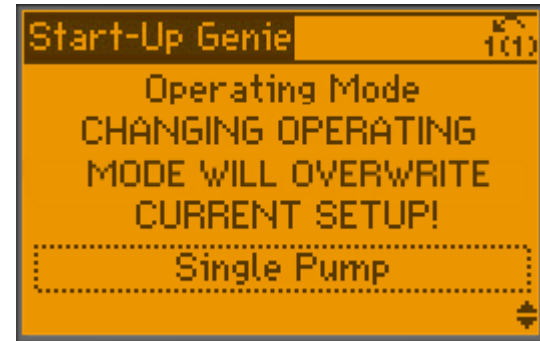 Start-Up Genie 1(1)
Operating Mode
CHANGING OPERATING
MODE WILL OVERWRITE
CURRENT SETUP!
Single Pump